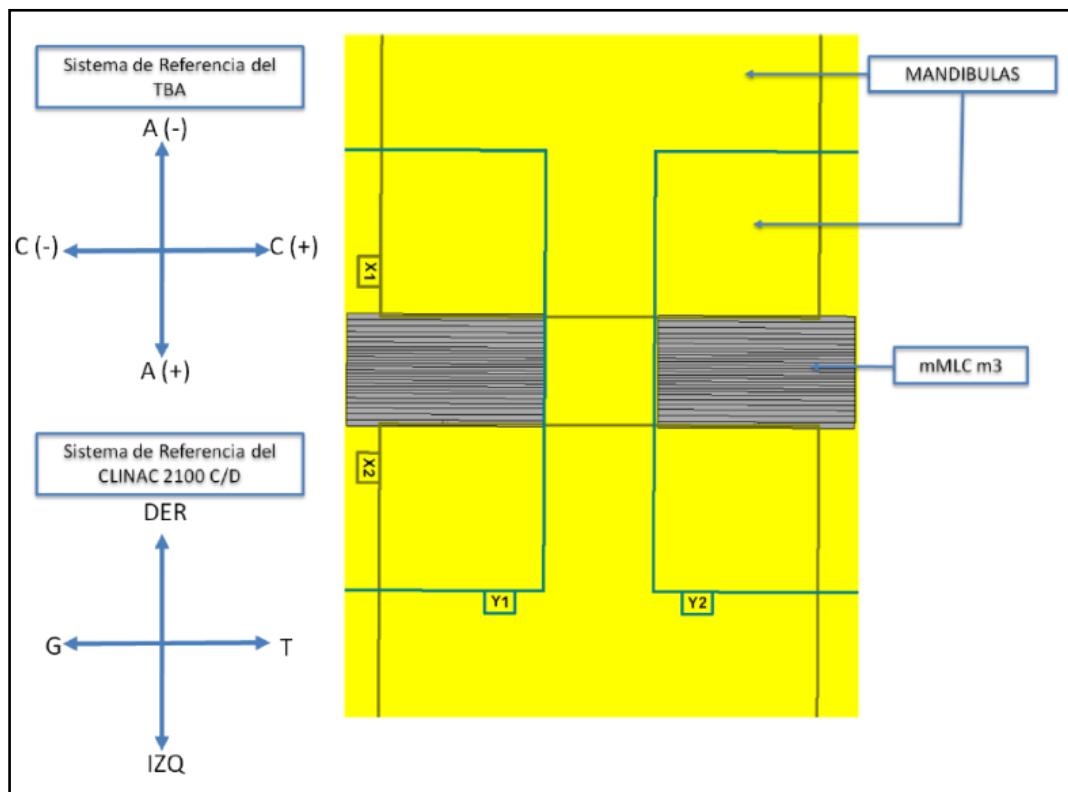 Sistema de Referencia del
TBA
A (-)
C (-)
C (+)
A (+)
Sistema de Referencia del
CLINAC 2100 C/D
DER
G
T
IZQ
X1
X2
Y1
Y2
MANDIBULAS
mMLC m3